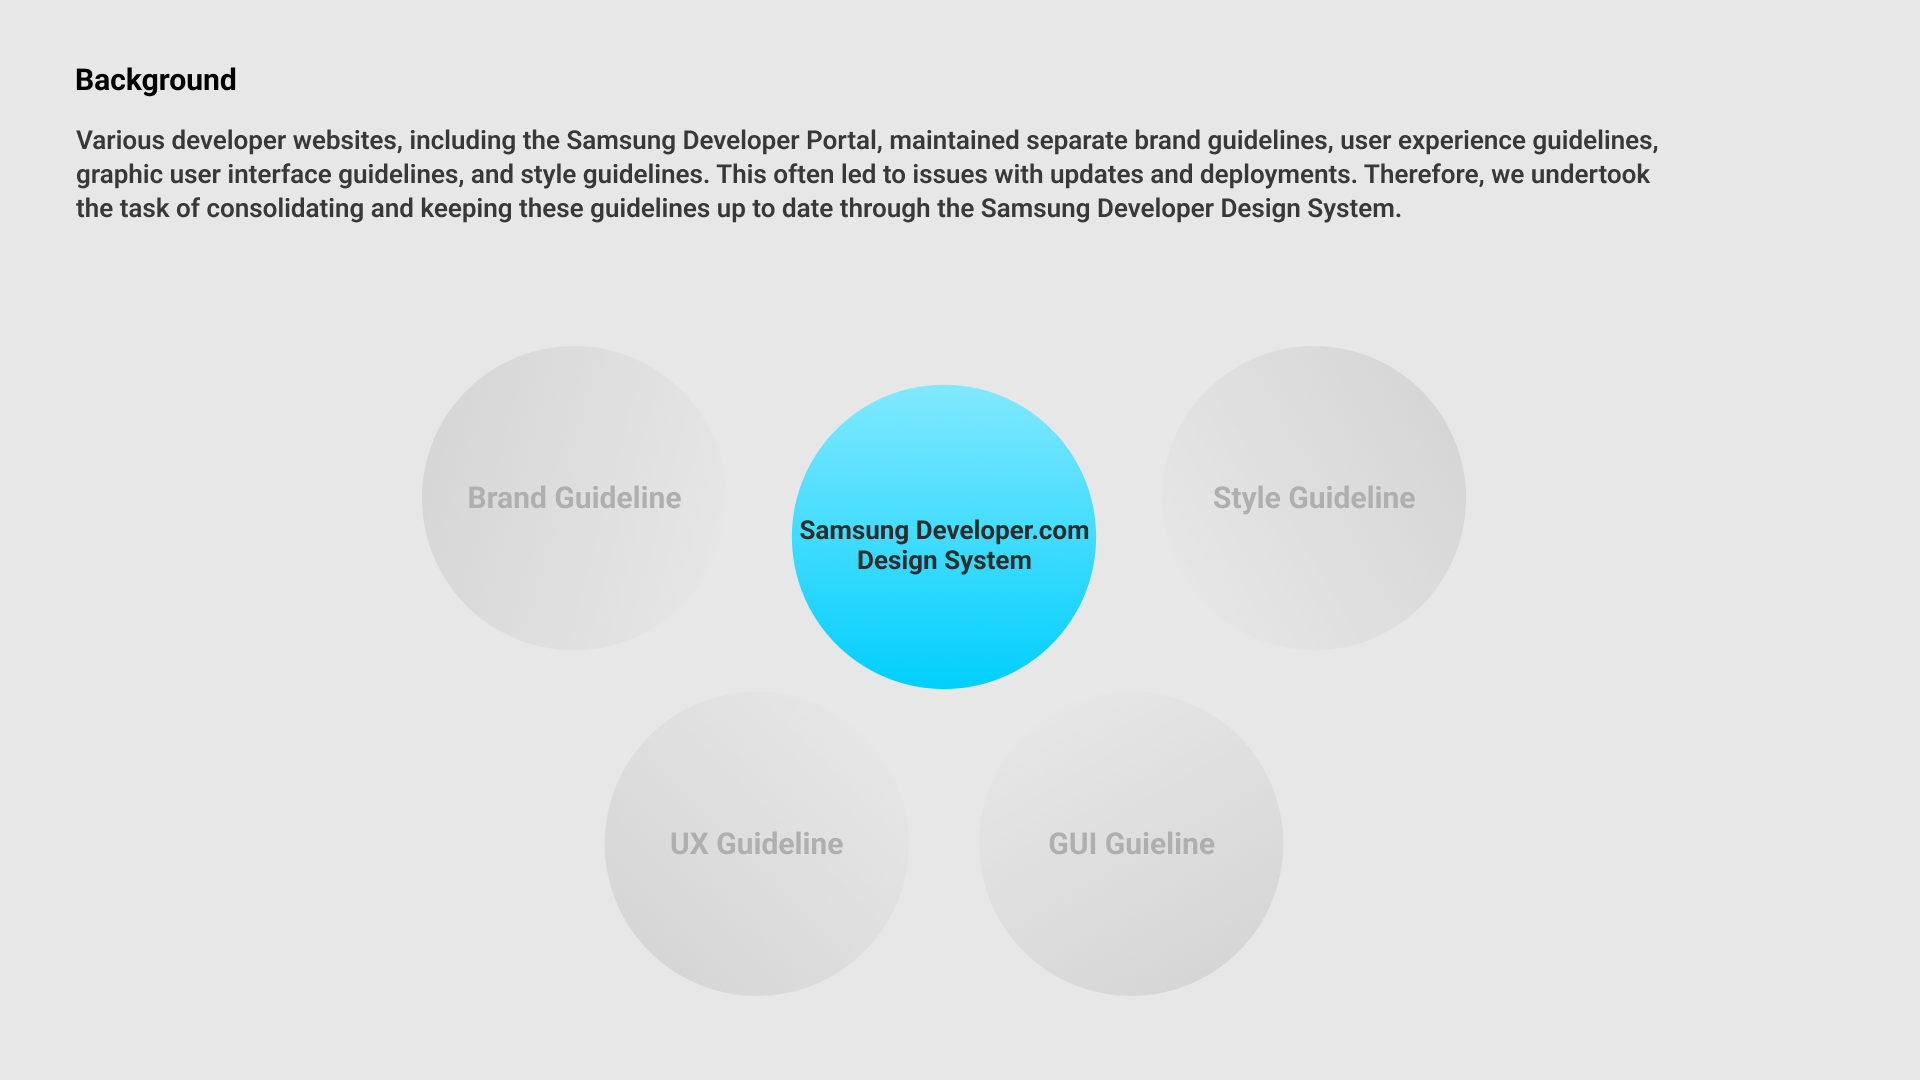 Background
Various developer websites, including the Samsung Developer Portal, maintained separate brand guidelines, user experience guidelines,
graphic user interface guidelines, and style guidelines. This often led to issues with updates and deployments. Therefore, we undertook
the task of consolidating and keeping these guidelines up to date through the Samsung Developer Design System.
Brand Guideline
Samsung Developer.com
Design System
Style Guideline
UX Guideline
GUI Guieline